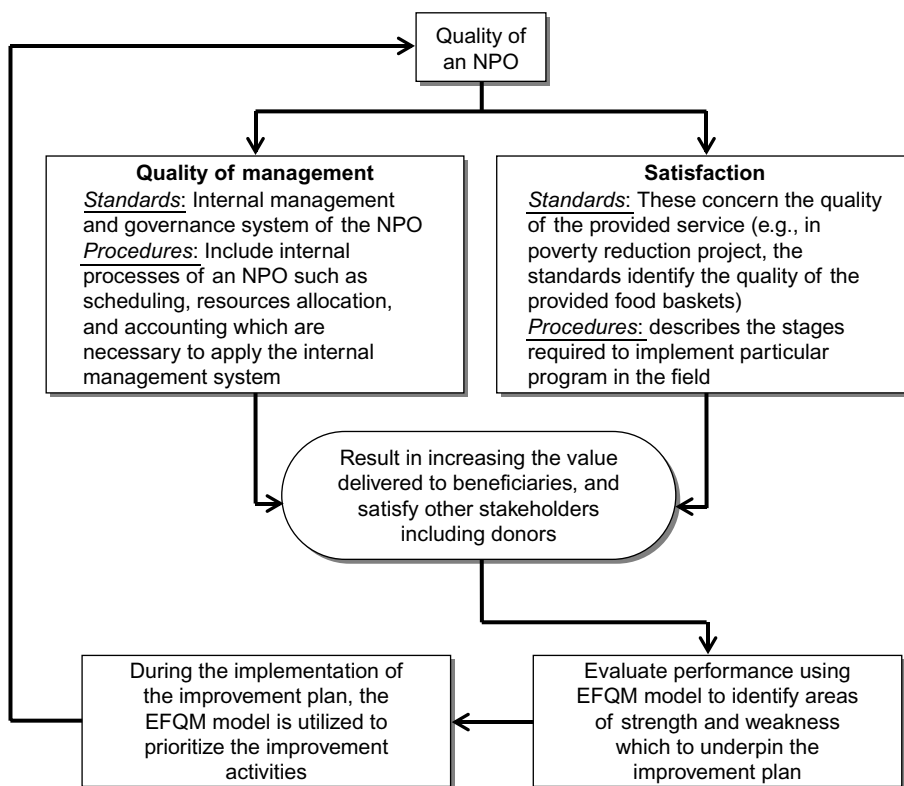 Quality of
an NPO
Quality of management
Standards: Internal management
and governance system of the NPO
Procedures: Include internal
processes of an NPO such as
scheduling, resources allocation,
and accounting which are
necessary to apply the internal
management system
Satisfaction
Standards: These concern the quality
of the provided service (e.g., in
poverty reduction project, the
standards identify the quality of the
provided food baskets)
Procedures: describes the stages
required to implement particular
program in the field
Result in increasing the value
delivered to beneficiaries, and
satisfy other stakeholders
including donors
During the implementation of
the improvement plan, the
EFQM model is utilized to
prioritize the improvement
activities
Evaluate performance using
EFQM model to identify areas
of strength and weakness
which to underpin the
improvement plan